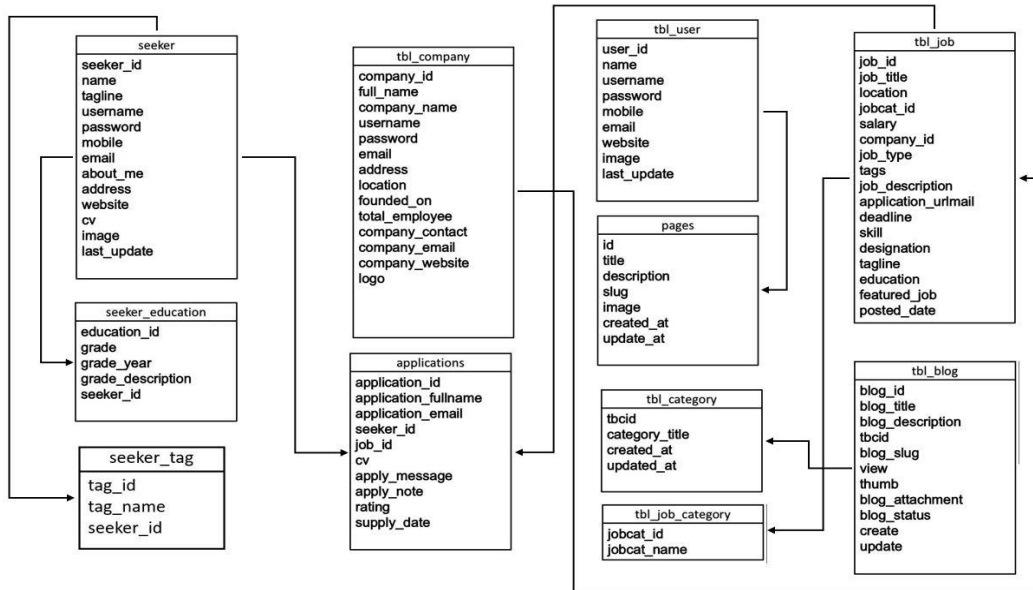 seeker
seeker_id
name
tagline
username
password
mobile
email
about_me
address
website
cv
image
last_update
seeker_education
education_id
grade
grade_year
grade_description
seeker_id
seeker_tag
tag_id
tag_name
seeker_id
tbl_company
company_id
full_name
company_name
username
password
email
address
location
founded_on
total_employee
company_contact
company_email
company_website
logo
applications
application_id
application_fullname
application_email
seeker_id
job_id
cv
apply_message
apply_note
rating
supply_date
tbl_user
user_id
name
username
password
mobile
email
website
image
last_update
pages
id
title
description
slug
image
created_at
update_at
tbl_category
tbcid
category_title
created_at
updated_at
tbl_job_category
jobcat_id
jobcat_name
tbl_job
job_id
job_title
location
jobcat_id
salary
company_id
job_type
tags
job_description
application_urlmail
deadline
skill
designation
tagline
education
featured_job
posted_date
tbl_blog
blog_id
blog_title
blog_description
tbcid
blog_slug
view
thumb
blog_attachment
blog_status
create
update